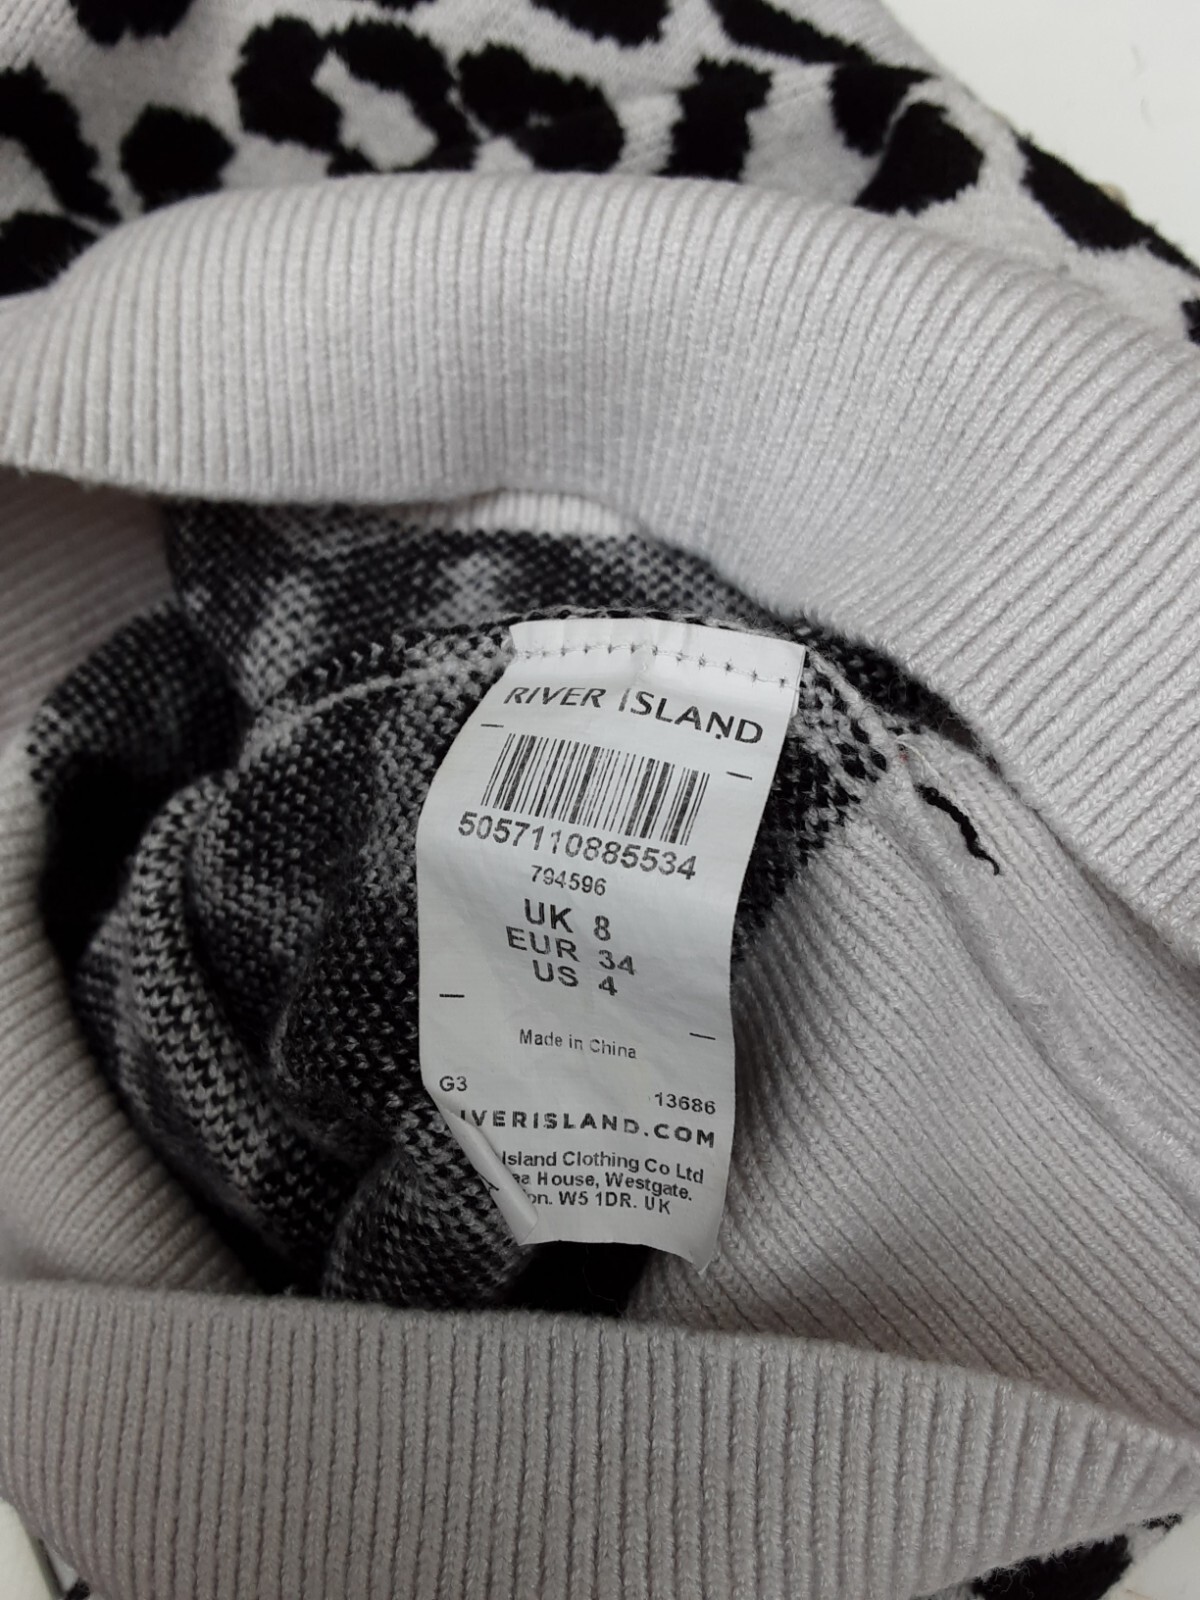 RIVER ISLAND
5057110885534
794596
UK 8
EUR 34
US 4
Made in China
G3 13686
IVERISLAND.COM
Island Clothing Co Ltd
House, Westgate.
W5 1DR. UK